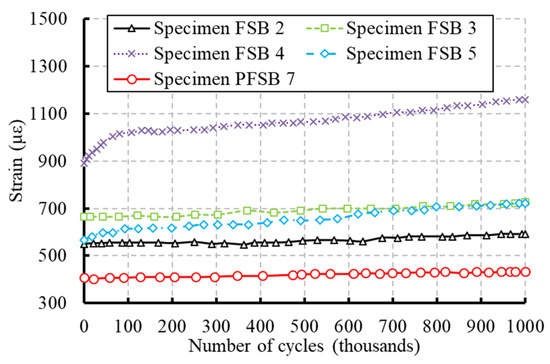 1500
1300
1100
900
700
500
300
Strain (με)
Specimen FSB 2
Specimen FSB 3
Specimen FSB 4
Specimen FSB 5
Specimen PFSB 7
0 100 200 300 400 500 600 700 800 900 1000
Number of cycles (thousands)